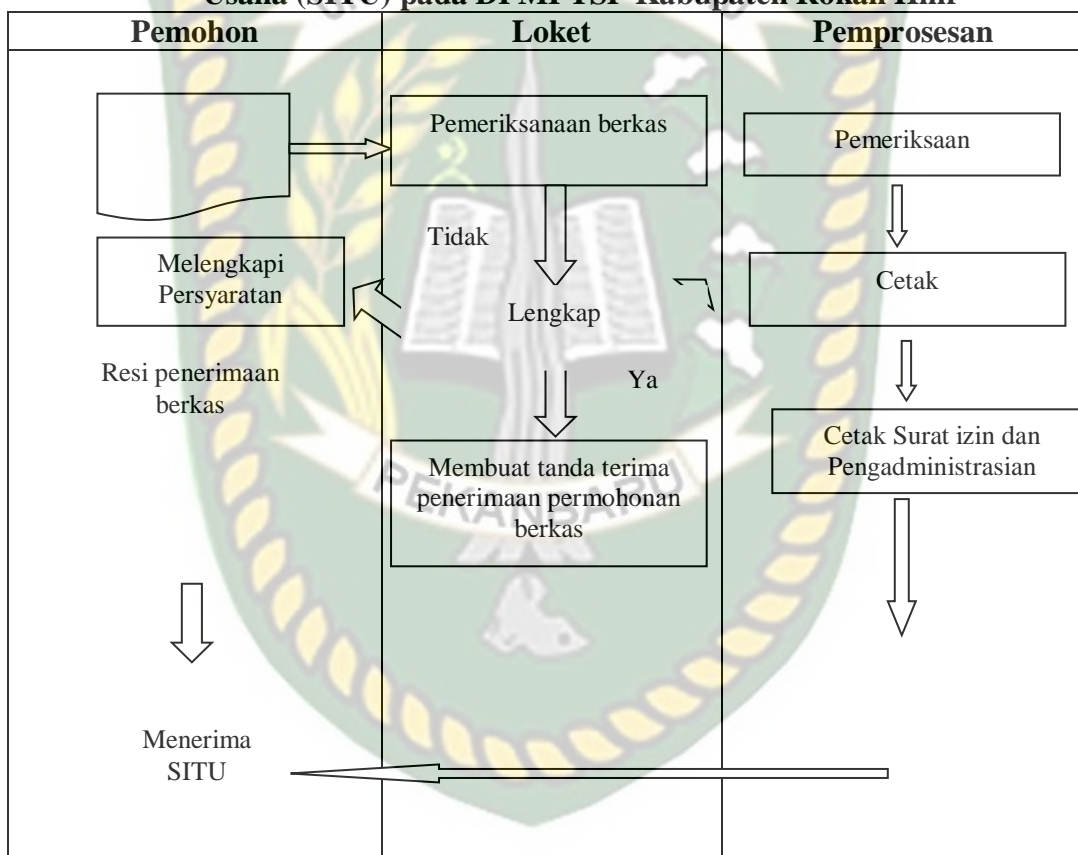 Usaha (SITU) pada DPMPTSP Kabupaten Rokan Hilir
Pemohon
Loket
Pemprosesan
Pemeriksanaan berkas
Pemeriksaan
Tidak
Melengkapi
Persyaratan
Lengkap
Cetak
Resi penerimaan
berkas
Ya
Cetak Surat izin dan
Pengadministrasian
Membuat tanda terima
penerimaan permohonan
berkas
PEKANBARU
Menerima
SITU